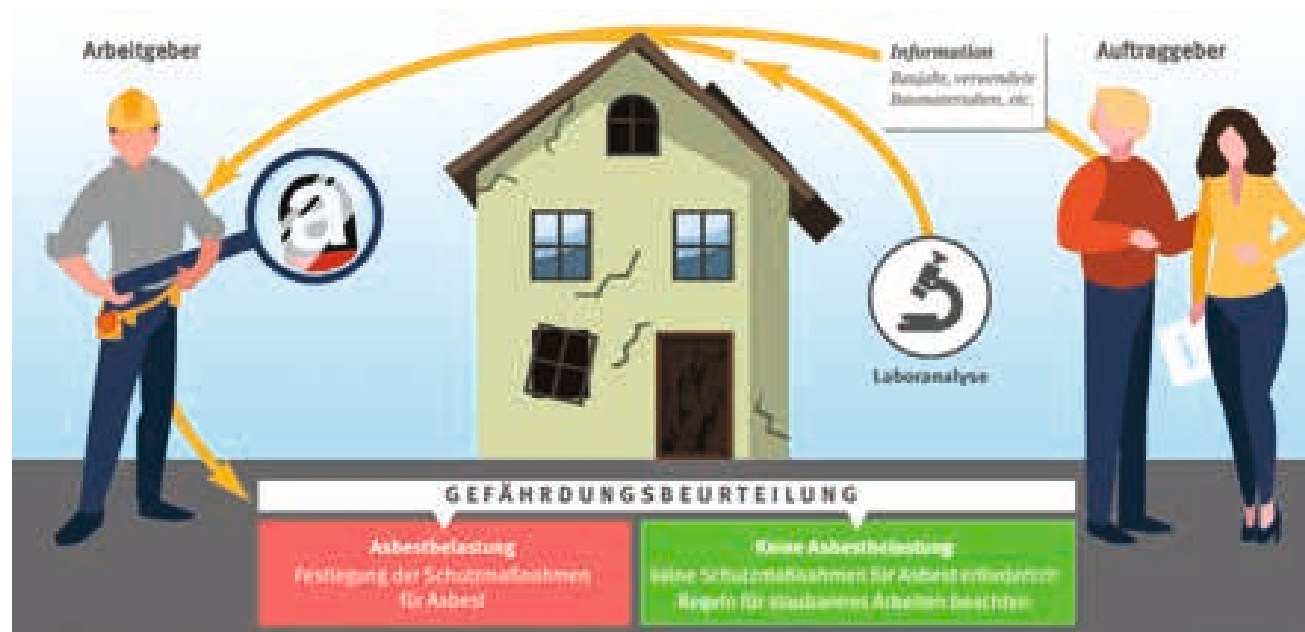 Arbeitgeber
Information
Baujahr, verwendete
Baumaterialien, etc.
Auftraggeber
a
Laboranalyse
GEFÄHRDUNGSBEURTEILUNG
Asbestbelastung
Festlegung der Schutzmaßnahmen
für Asbest
Keine Asbestbelastung
Keine Schutzmaßnahmen für Asbest erforderlich
Regeln für staubarmes Arbeiten beachten